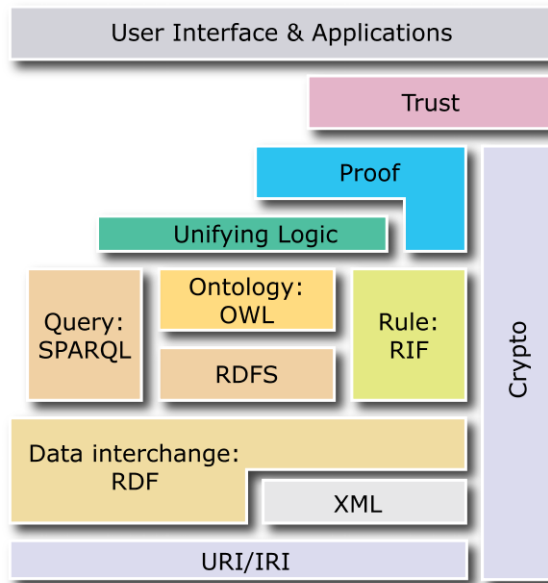 User Interface & Applications
Trust
Proof
Unifying Logic
Ontology:
OWL
Query:
SPARQL
Rule:
RIF
RDFS
Crypto
Data interchange:
RDF
XML
URI/IRI